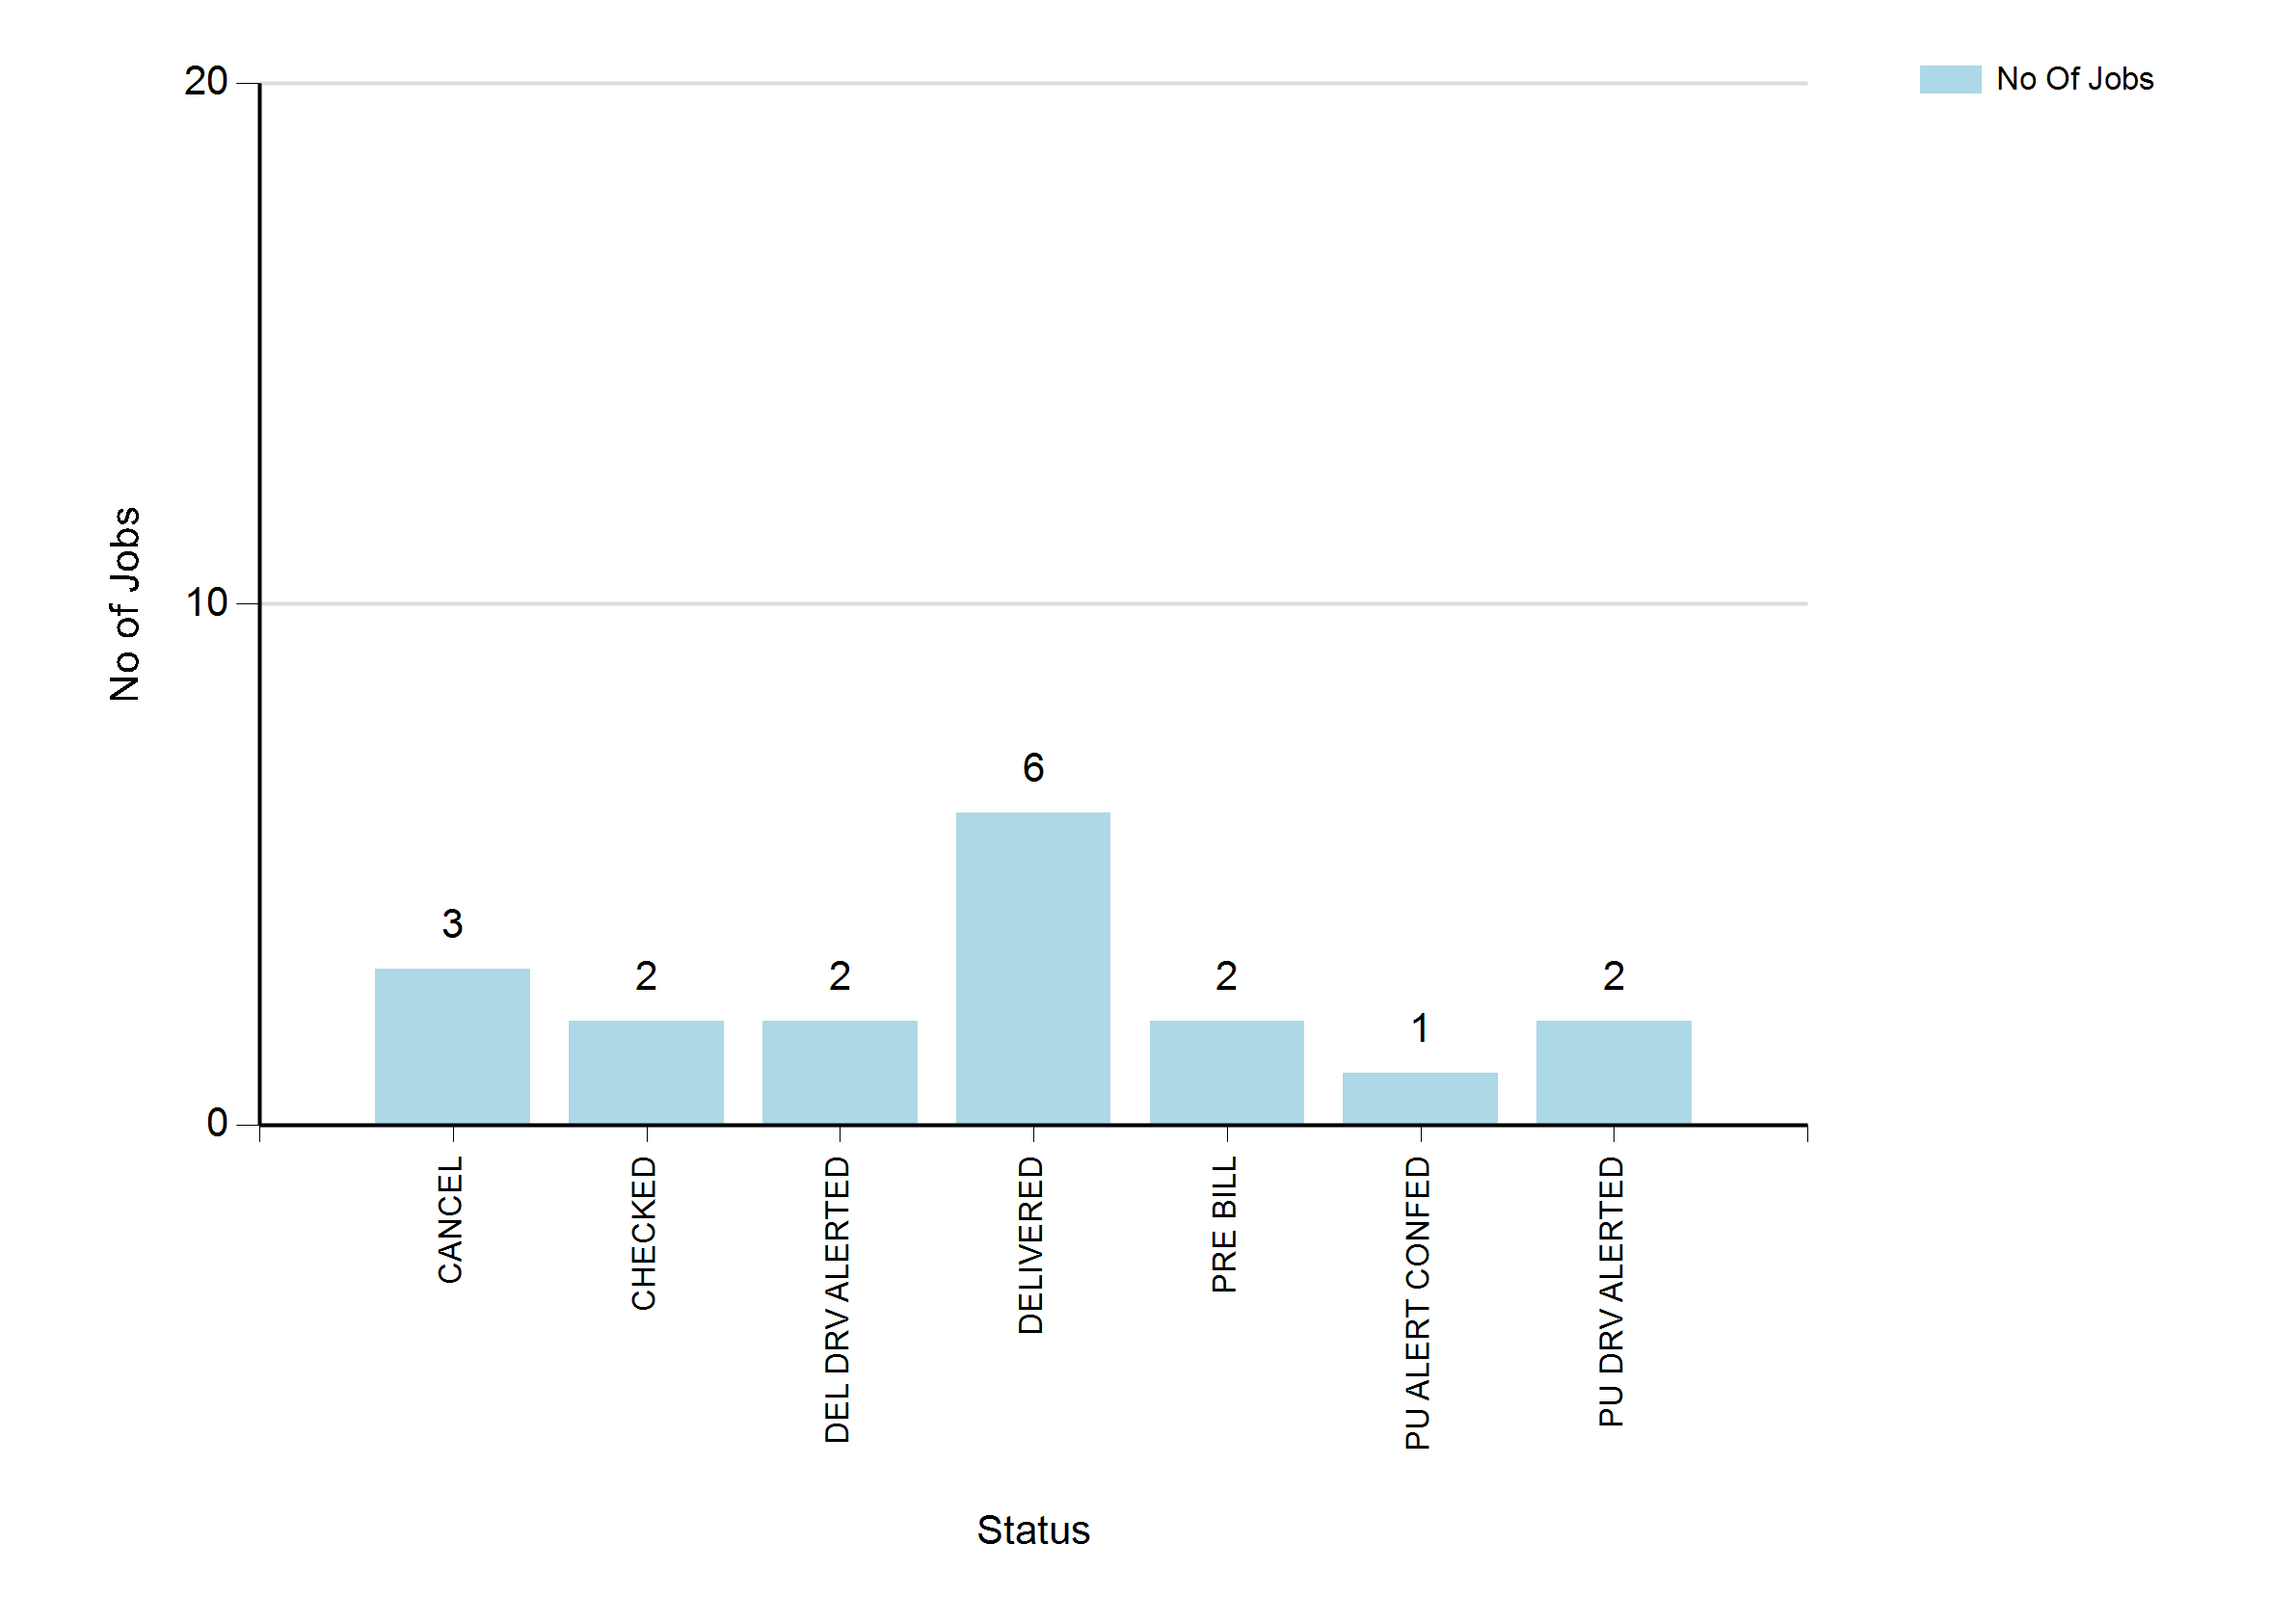 20
No Of Jobs
No of Jobs
10
6
3
2
2
2
1
2
0
CANCEL
CHECKED
DEL DRV ALERTED
DELIVERED
PRE BILL
PU ALERT CONFED
PU DRV ALERTED
Status